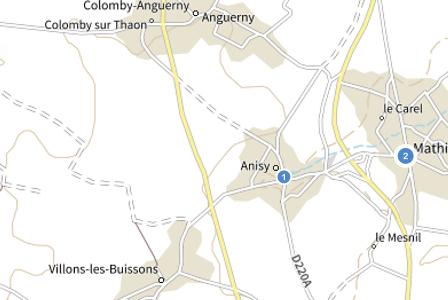 Colomby-Anguerny
Anguerny
Colomby sur Thaon
le Carel
Mathi
2
Anisy
1
le Mesnil
D220A
Villons-les-Buissons